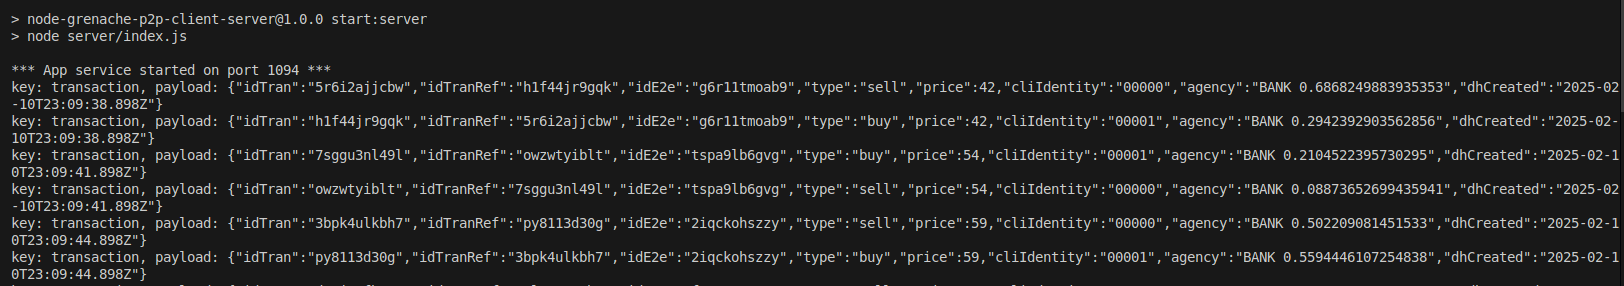 > node-grenache-p2p-client-server@1.0.0 start:server
> node server/index.js
*** App service started on port 1094 ***
key: transaction, payload: {"idTran":"5r6i2ajjcbw","idTranRef":"h1f44jr9gqk","idE2e":"g6r11tmoab9","type":"sell","price":42,"cliIdentity":"00000","agency":"BANK 0.6868249883935353","dhCreated":"2025-02
-10T23:09:38.898Z"}
key: transaction, payload: {"idTran":"h1f44jr9gqk","idTranRef":"5r6i2ajjcbw","idE2e":"g6r11tmoab9","type":"buy","price":42,"cliIdentity":"00001","agency":"BANK 0.2942392903562856","dhCreated":"2025-02-
10T23:09:38.898Z"}
key: transaction, payload: {"idTran":"7sggu3nl49l","idTranRef":"owzwtyiblt","idE2e":"tspa9lb6gvg","type":"buy","price":54,"cliIdentity":"00001","agency":"BANK 0.2104522395730295","dhCreated":"2025-02-1
0T23:09:41.898Z"}
key: transaction, payload: {"idTran":"owzwtyiblt","idTranRef":"7sggu3nl49l","idE2e":"tspa9lb6gvg","type":"sell","price":54,"cliIdentity":"00000","agency":"BANK 0.08873652699435941","dhCreated":"2025-02
-10T23:09:41.898Z"}
key: transaction, payload: {"idTran":"3bpk4ulkbh7","idTranRef":"py8113d30g","idE2e":"2iqckohszzy","type":"sell","price":59,"cliIdentity":"00000","agency":"BANK 0.502209081451533","dhCreated":"2025-02-1
0T23:09:44.898Z"}
key: transaction, payload: {"idTran":"py8113d30g","idTranRef":"3bpk4ulkbh7","idE2e":"2iqckohszzy","type":"buy","price":59,"cliIdentity":"00001","agency":"BANK 0.5594446107254838","dhCreated":"2025-02-1
0T23:09:44.898Z"}